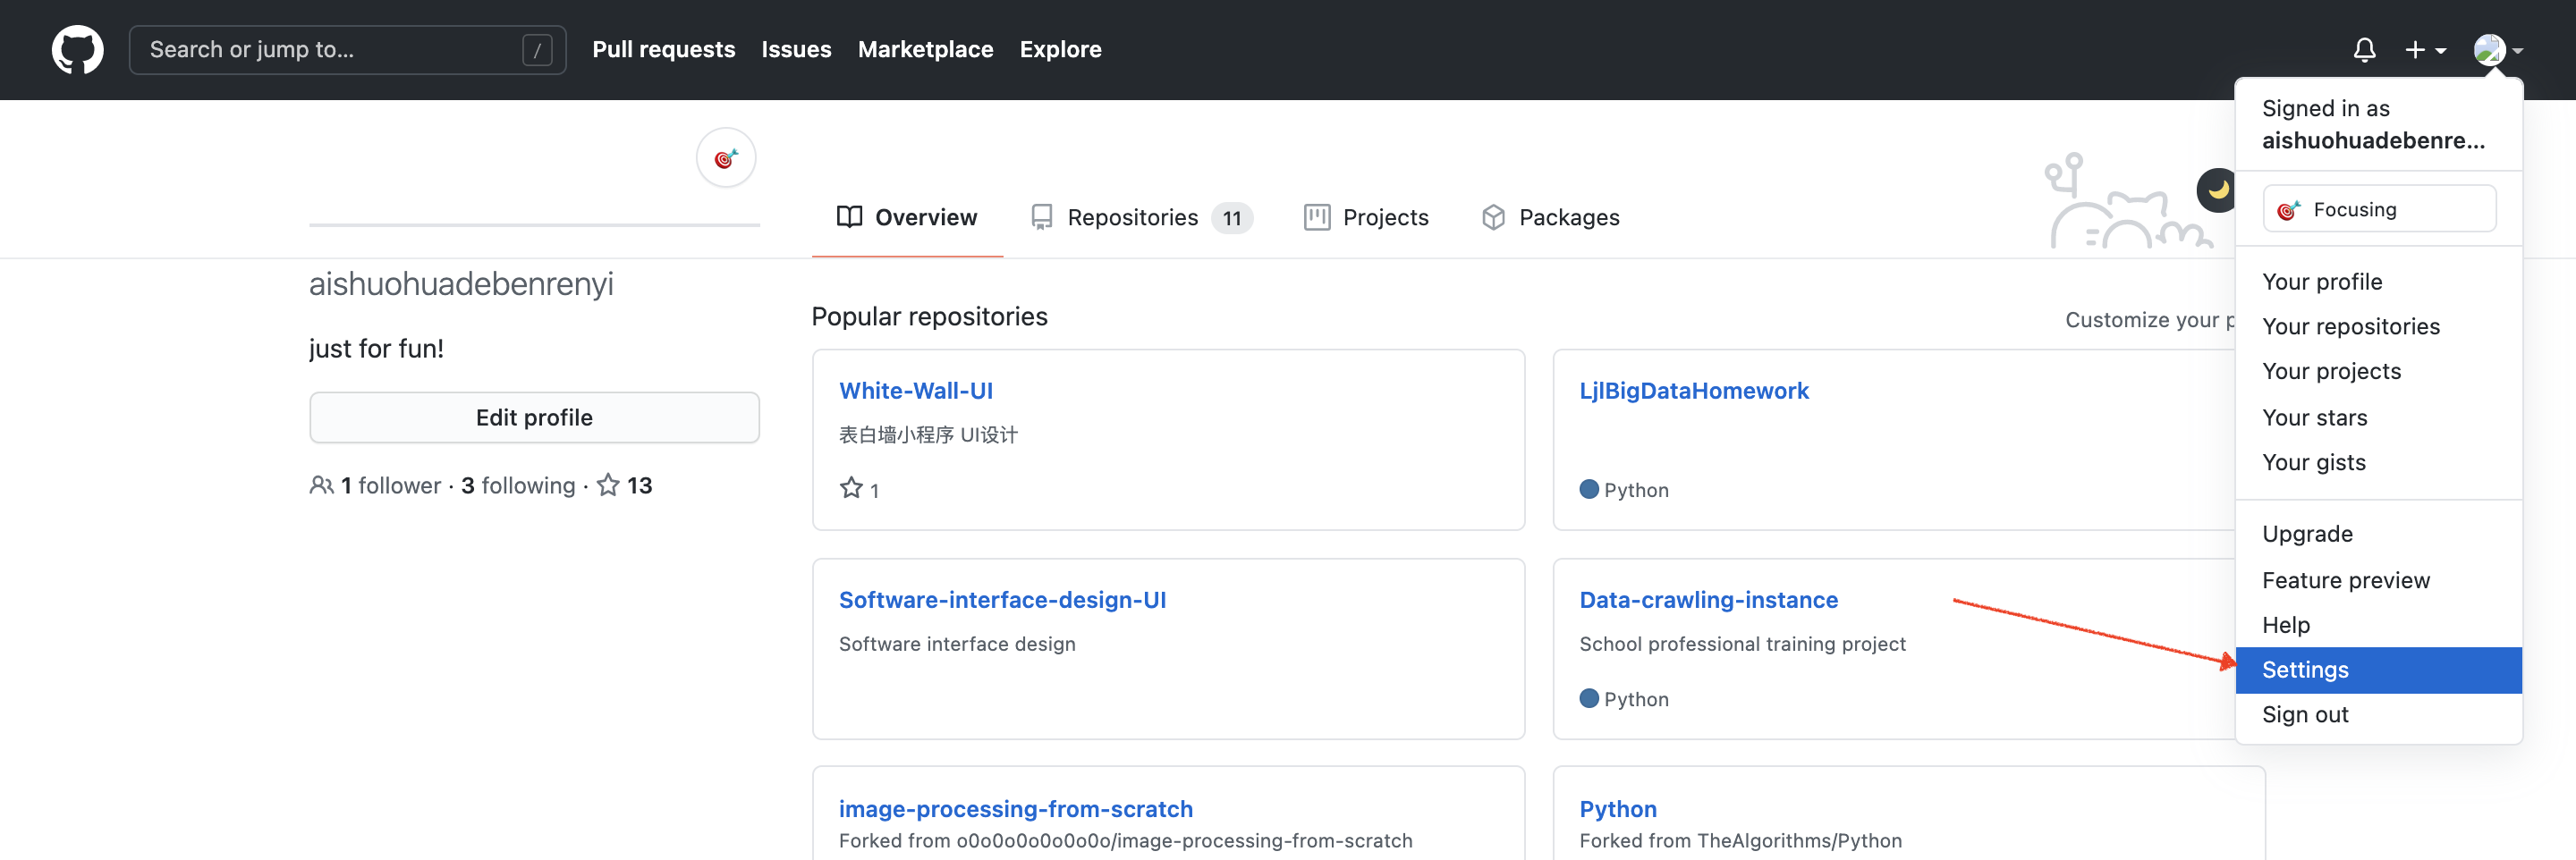 Search or jump to...
/
Pull requests
Issues
Marketplace
Explore
Signed in as
aishuohuadebenre...
Focusing
Your profile
Your repositories
Your projects
Your stars
Your gists
Upgrade
Feature preview
Help
Settings
Sign out
Overview
Repositories 11
Projects
Packages
aishuohuadebenrenyi
just for fun!
Edit profile
1 follower · 3 following · 13
Popular repositories
Customize your p
White-Wall-UI
表白墙小程序 UI设计
1
LjlBigDataHomework
Python
Software-interface-design-UI
Software interface design
Data-crawling-instance
School professional training project
Python
image-processing-from-scratch
Forked from o0o0o0o0o0o0o/image-processing-from-scratch
Python
Forked from TheAlgorithms/Python